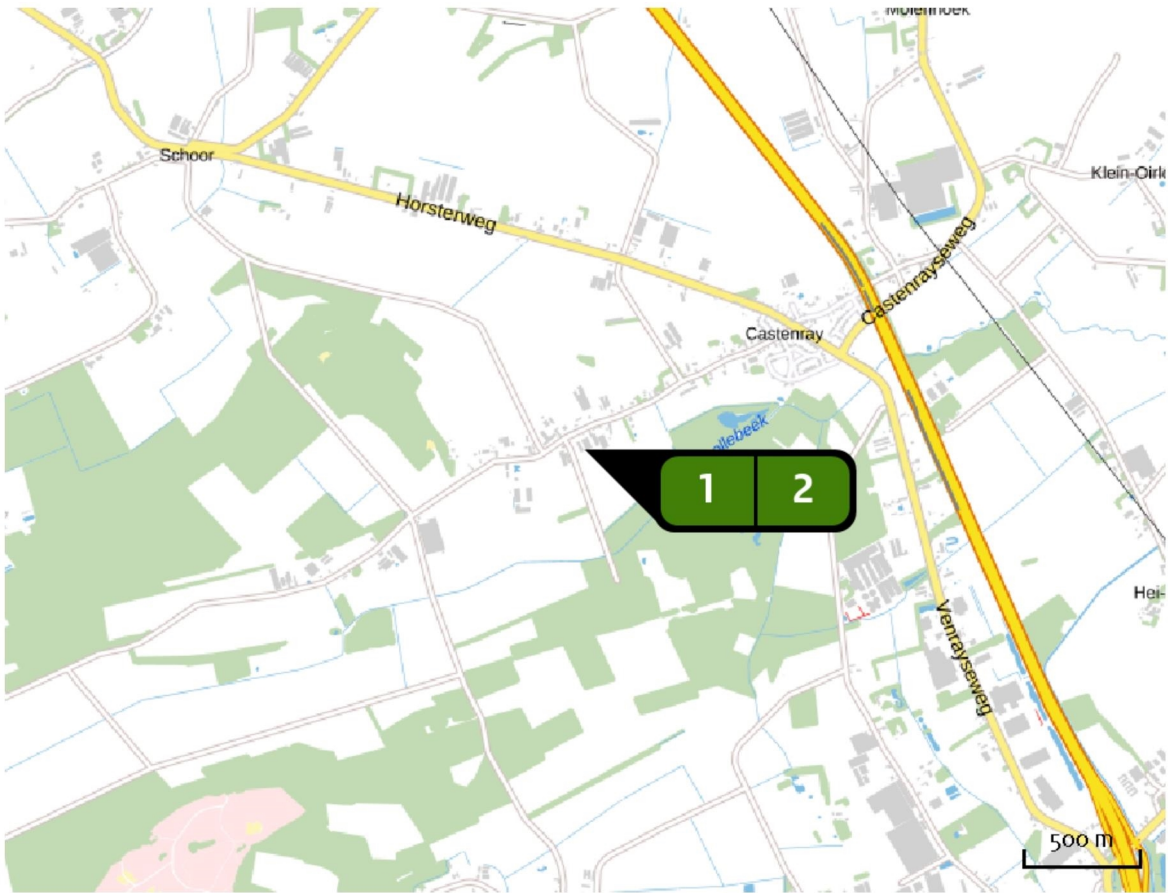 Schoor
Horsterweg
Klein-Oirlo
Castenrayseweg
Castenray
1 2
Hei-
Venrayseweg
500 m